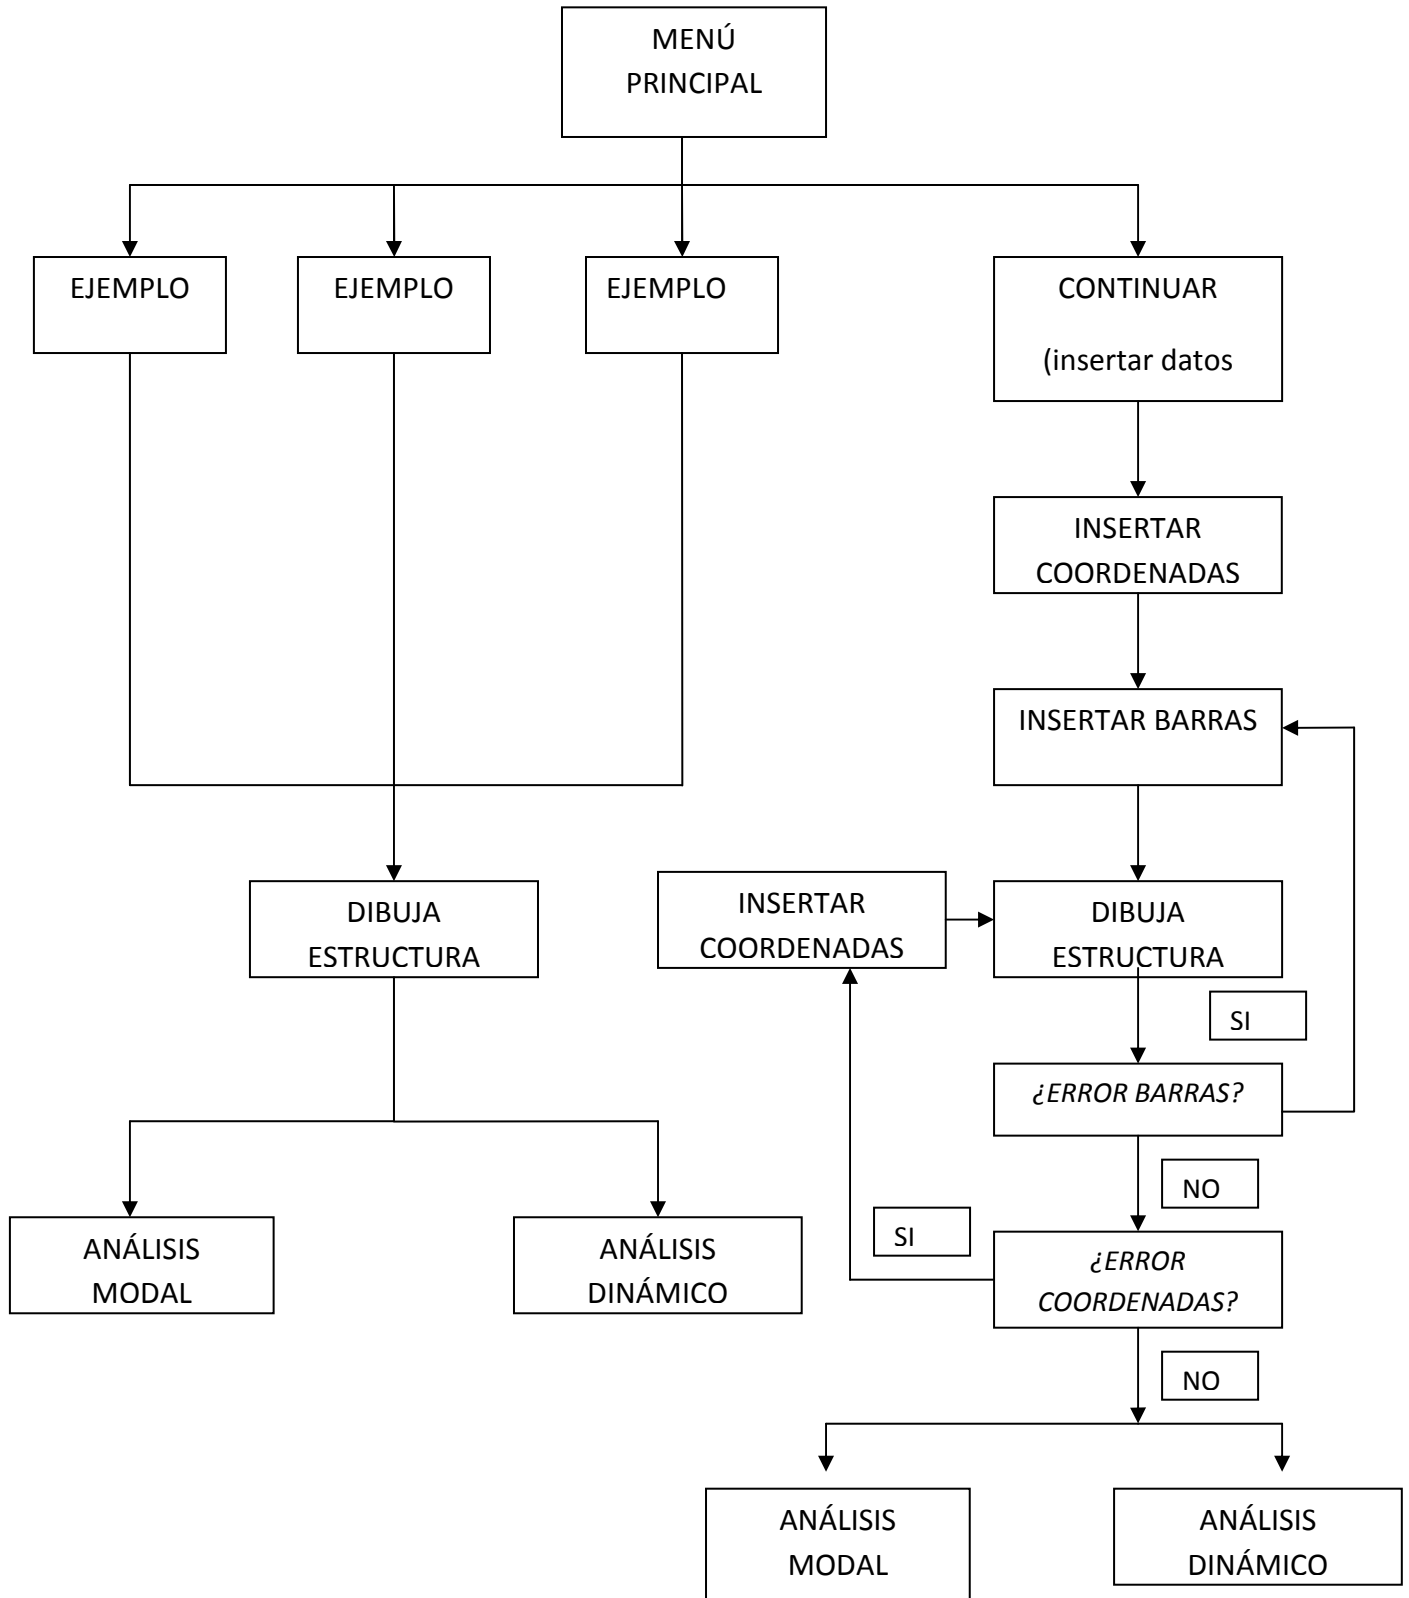 MENÚ
PRINCIPAL
EJEMPLO
EJEMPLO
EJEMPLO
CONTINUAR
(insertar datos
INSERTAR
COORDENADAS
INSERTAR BARRAS
DIBUJA
ESTRUCTURA
INSERTAR
COORDENADAS
DIBUJA
ESTRUCTURA
SI
¿ERROR BARRAS?
NO
ANÁLISIS
MODAL
ANÁLISIS
DINÁMICO
SI
¿ERROR
COORDENADAS?
NO
ANÁLISIS
MODAL
ANÁLISIS
DINÁMICO